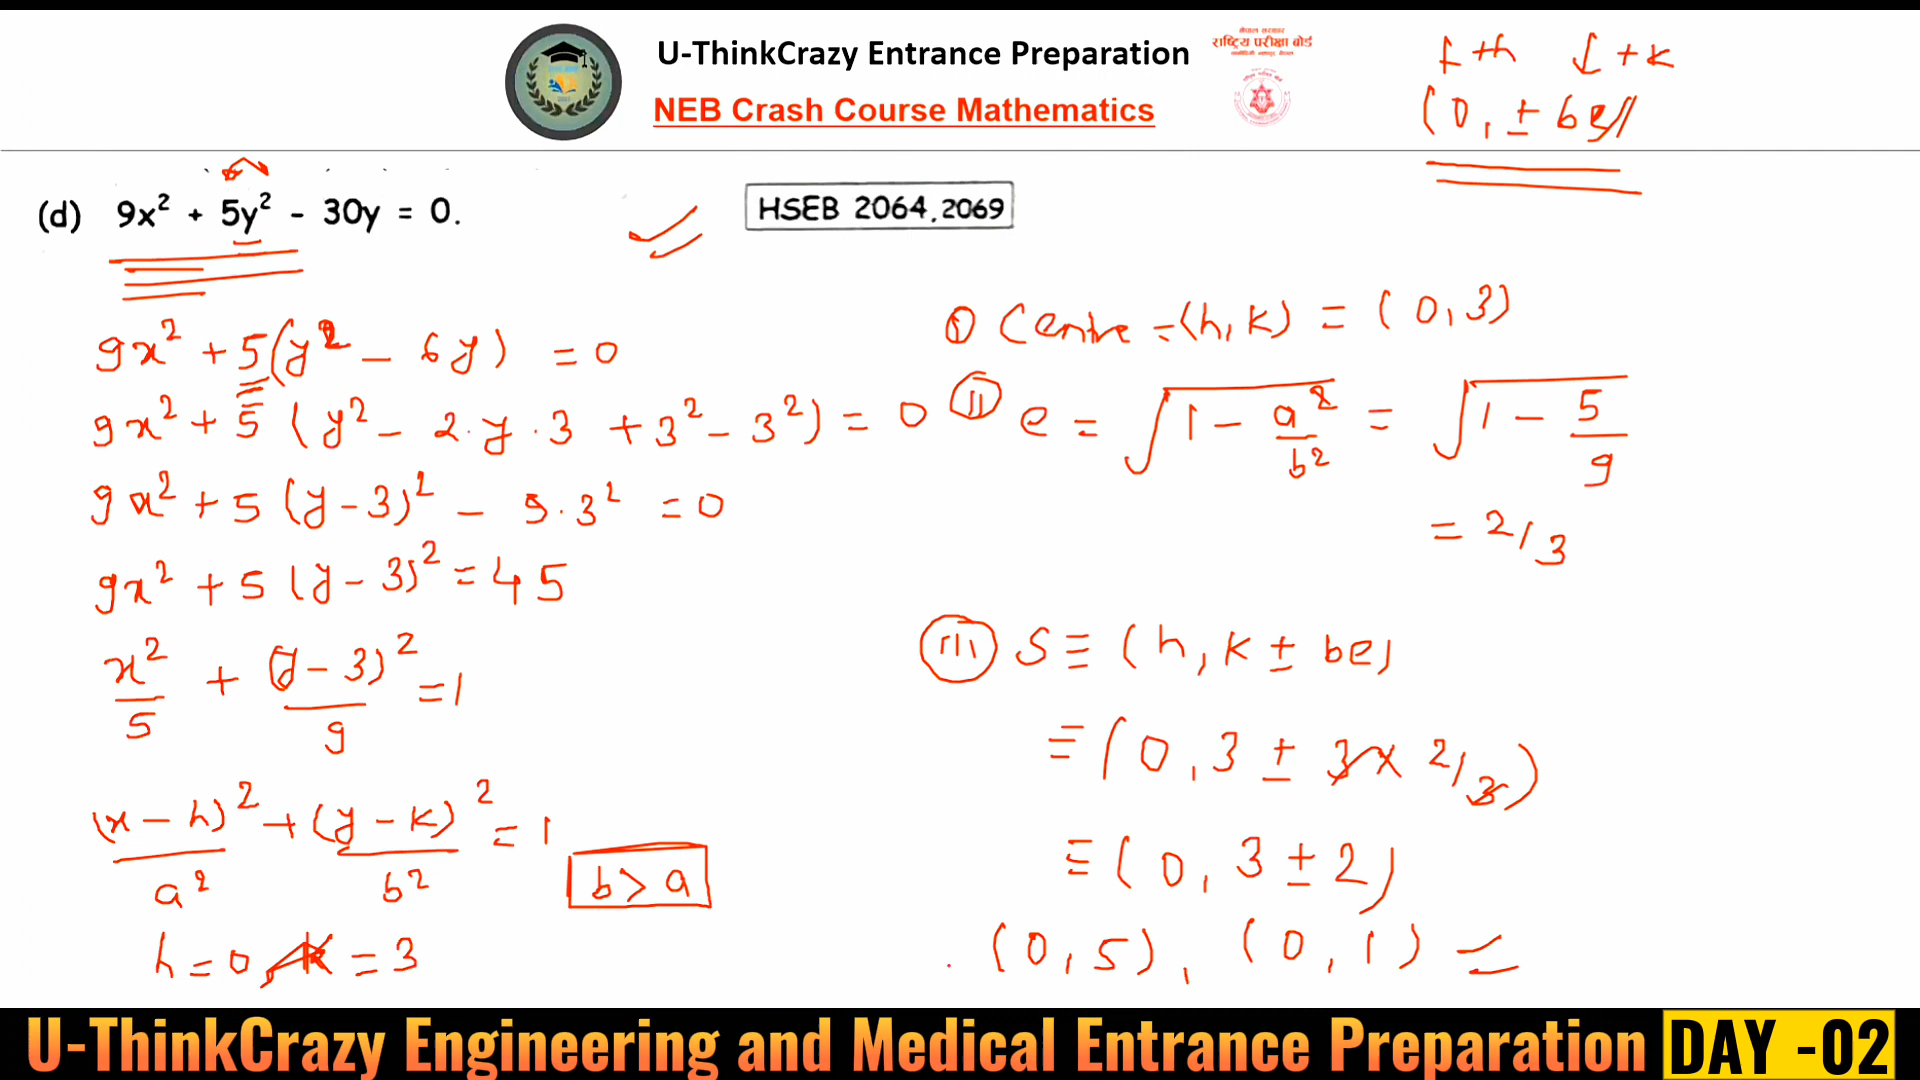 U-ThinkCrazy Entrance Preparation
NEB Crash Course Mathematics
नेपाल सरकार
राष्ट्रिय परीक्षा बोर्ड
+h +k
(0, ± be)
(d) 9x² + 5y² - 30y = 0.
HSEB 2064, 2069
9x² + 5(y² - 6y) = 0
9x² + 5 (y² - 2·y·3 + 3² - 3²) = 0
9x² + 5 (y-3)² - 5·3² = 0
9x² + 5 (y-3)² = 45
x²/5 + (y-3)²/9 = 1
(x-h)²/a² + (y-k)²/b² = 1
b > a
h = 0, k = 3
(i) Centre = (h, k) = (0, 3)
(ii) e = √(1 - a²/b²) = √(1 - 5/9)
= 2/3
(iii) S ≡ (h, k ± be)
≡ (0, 3 ± 3 x 2/3)
≡ (0, 3 ± 2)
(0, 5), (0, 1)
U-ThinkCrazy Engineering and Medical Entrance Preparation DAY -02